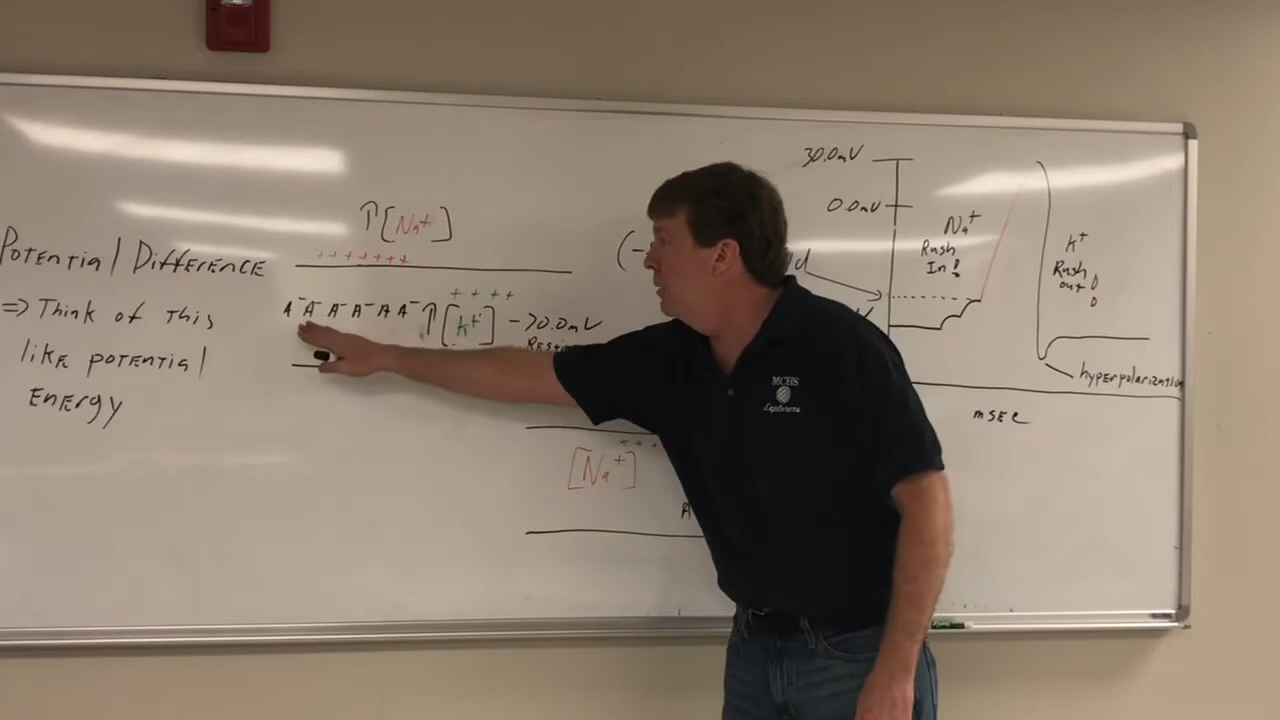 Potential Difference
=> Think of this
like potential
Energy
↑[Na+]
+ + + + + + +
+ + + +
A- A- A- A- A A- ↑[K+] -70.0mV
[Na+]
+ + +
A
30.0mV
0.0mV
Na+
Rush
In!
K+
Rush
out!
hyperpolarization
msec
MCHS
Explorers